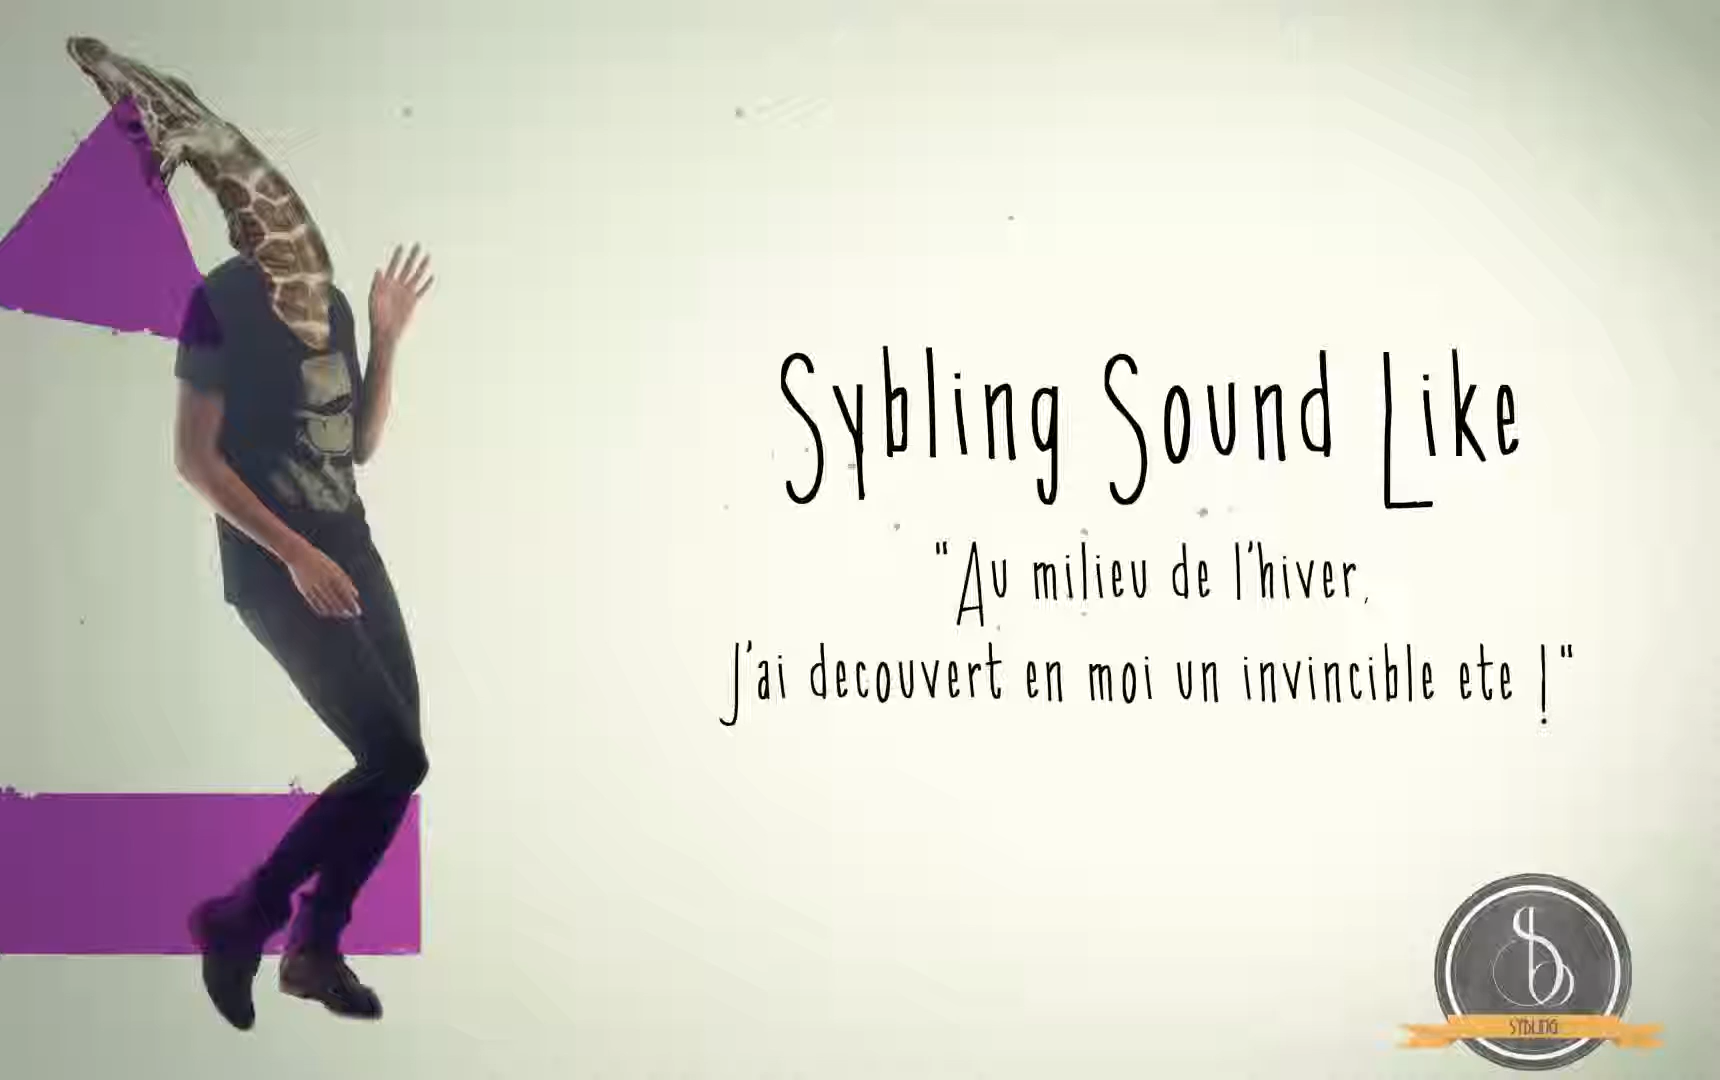 Sybling Sound Like
"Au milieu de l'hiver,
J'ai decouvert en moi un invincible ete !"
SYBLING